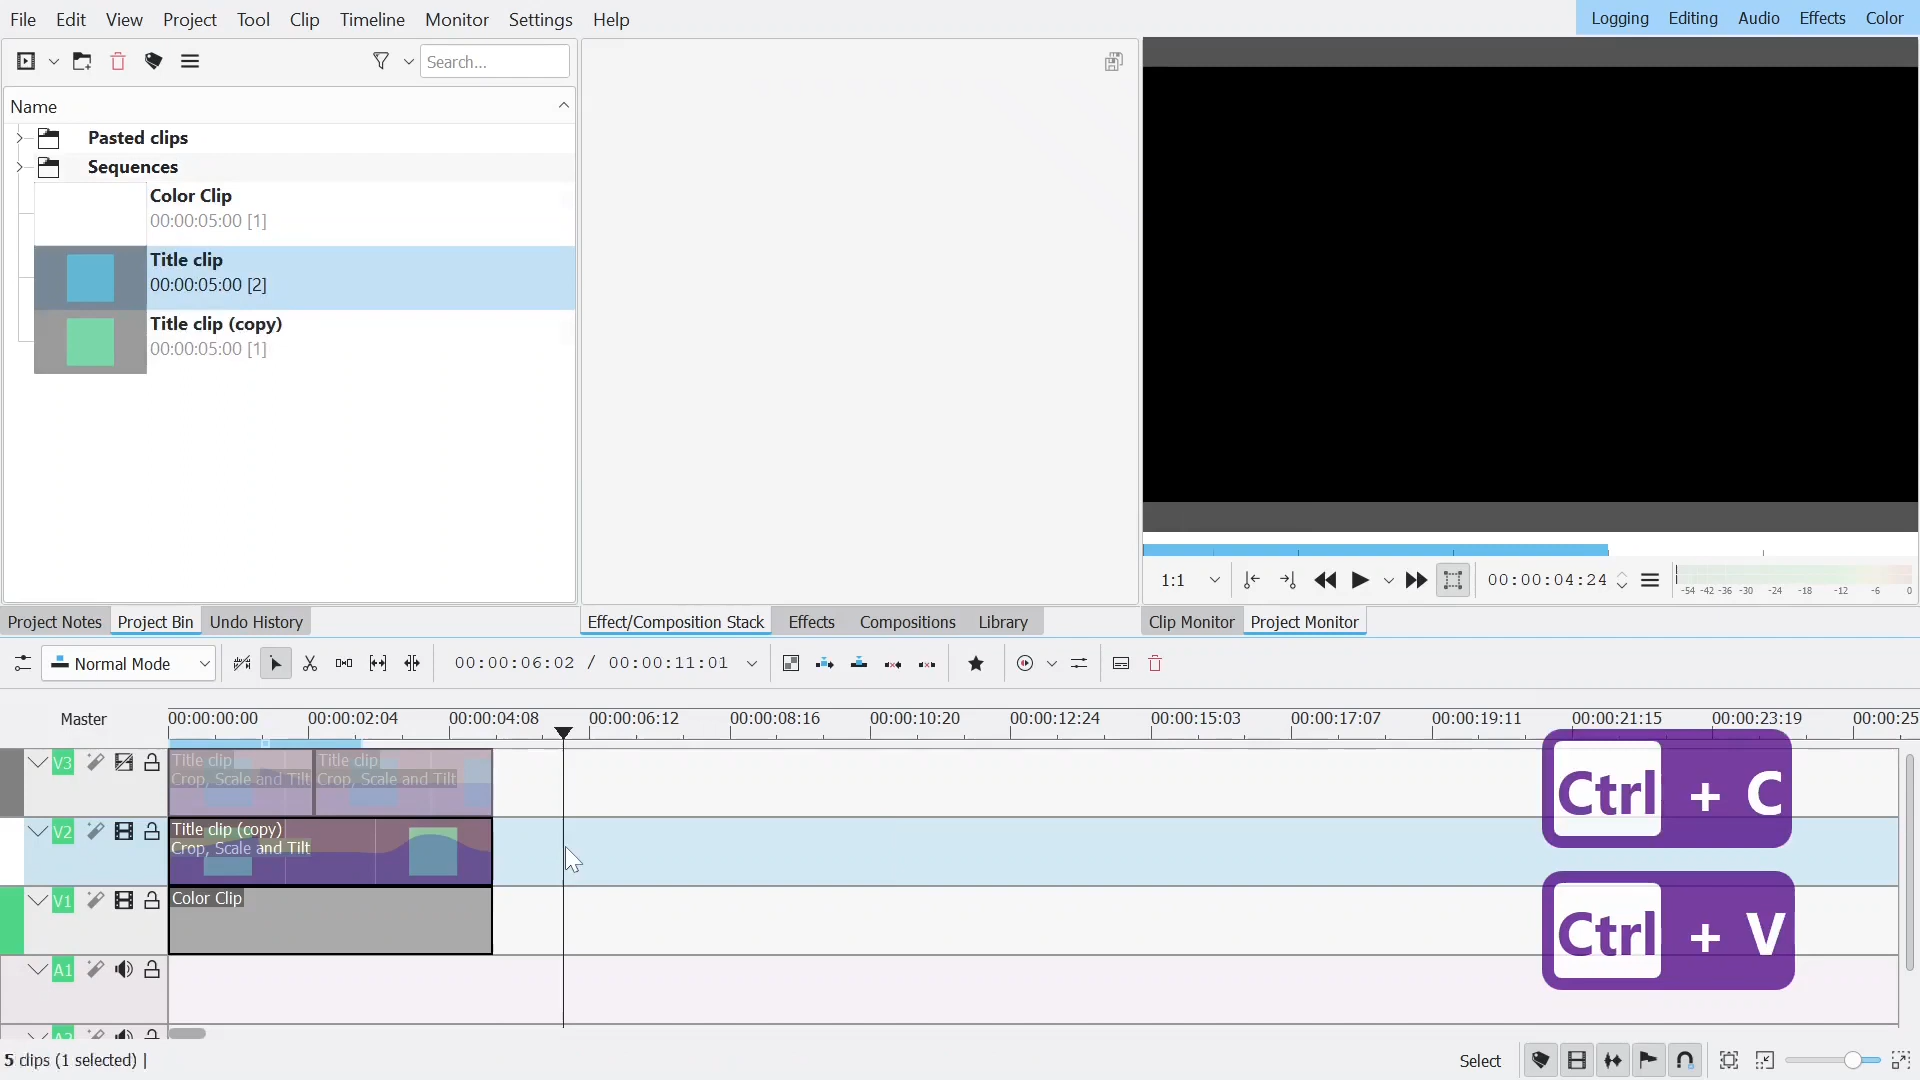 File Edit View Project Tool Clip Timeline Monitor Settings Help
Logging Editing Audio Effects Color
Search...
Name
Pasted clips
Sequences
Color Clip
00:00:05:00 [1]
Title clip
00:00:05:00 [2]
Title clip (copy)
00:00:05:00 [1]
1:1
00:00:04:24
-54 -42 -36 -30 -24 -18 -12 -6 0
Project Notes Project Bin Undo History
Effect/Composition Stack Effects Compositions Library
Clip Monitor Project Monitor
Normal Mode
00:00:06:02 / 00:00:11:01
Master
00:00:00:00 00:00:02:04 00:00:04:08 00:00:06:12 00:00:08:16 00:00:10:20 00:00:12:24 00:00:15:03 00:00:17:07 00:00:19:11 00:00:21:15 00:00:23:19 00:00:25
V3
Title clip
Crop, Scale and Tilt
Title clip
Crop, Scale and Tilt
Ctrl + C
V2
Title clip (copy)
Crop, Scale and Tilt
V1
Color Clip
Ctrl + V
A1
5 clips (1 selected) |
Select